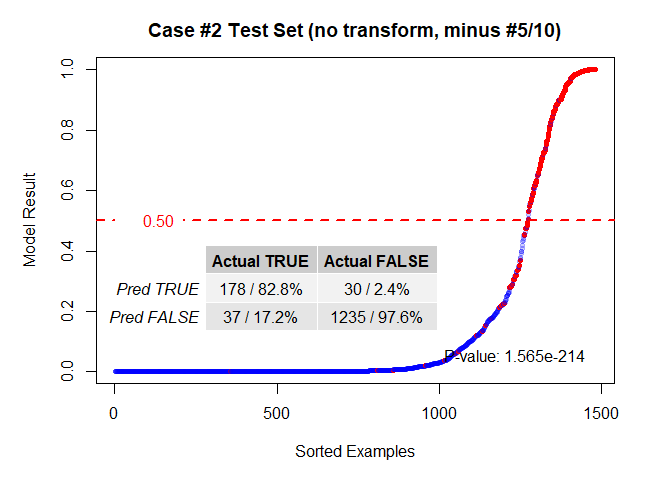 Case #2 Test Set (no transform, minus #5/10)
Model Result
1.0
0.8
0.6
0.50
0.4
Actual TRUE Actual FALSE
Pred TRUE 178 / 82.8% 30 / 2.4%
Pred FALSE 37 / 17.2% 1235 / 97.6%
0.2
P-value: 1.565e-214
0.0
0 500 1000 1500
Sorted Examples